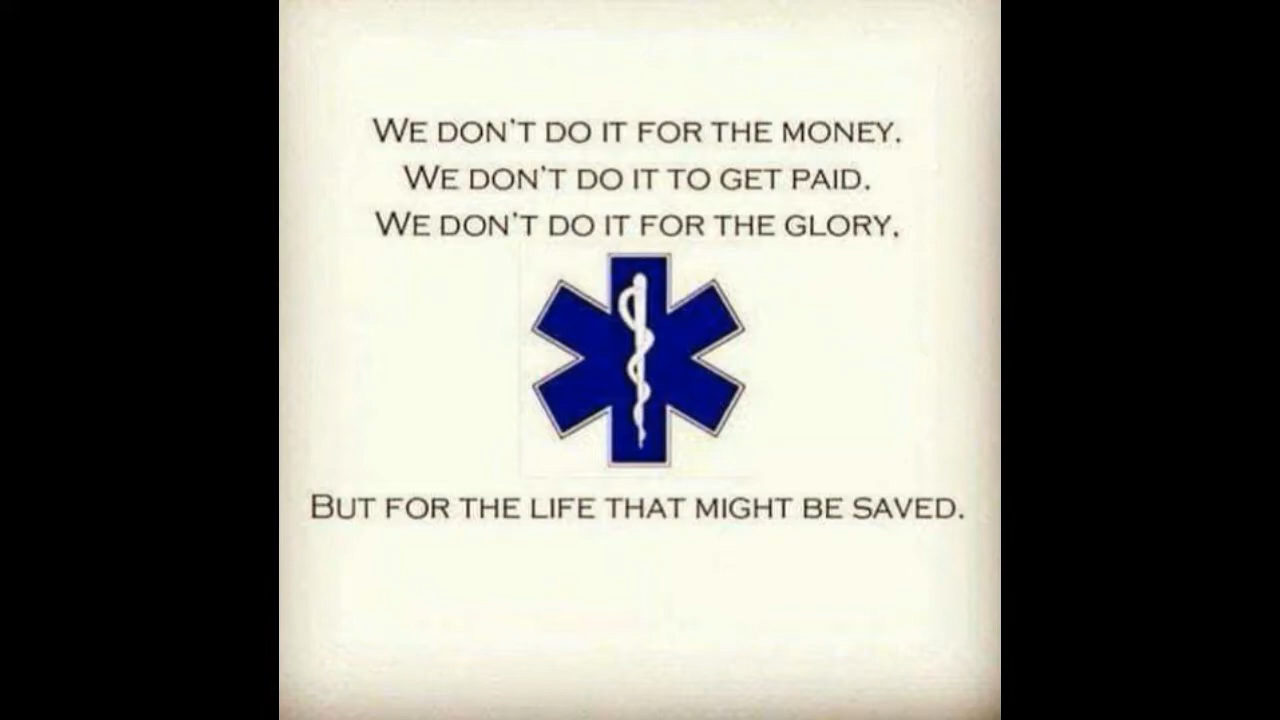 WE DON'T DO IT FOR THE MONEY.
WE DON'T DO IT TO GET PAID.
WE DON'T DO IT FOR THE GLORY,
BUT FOR THE LIFE THAT MIGHT BE SAVED.